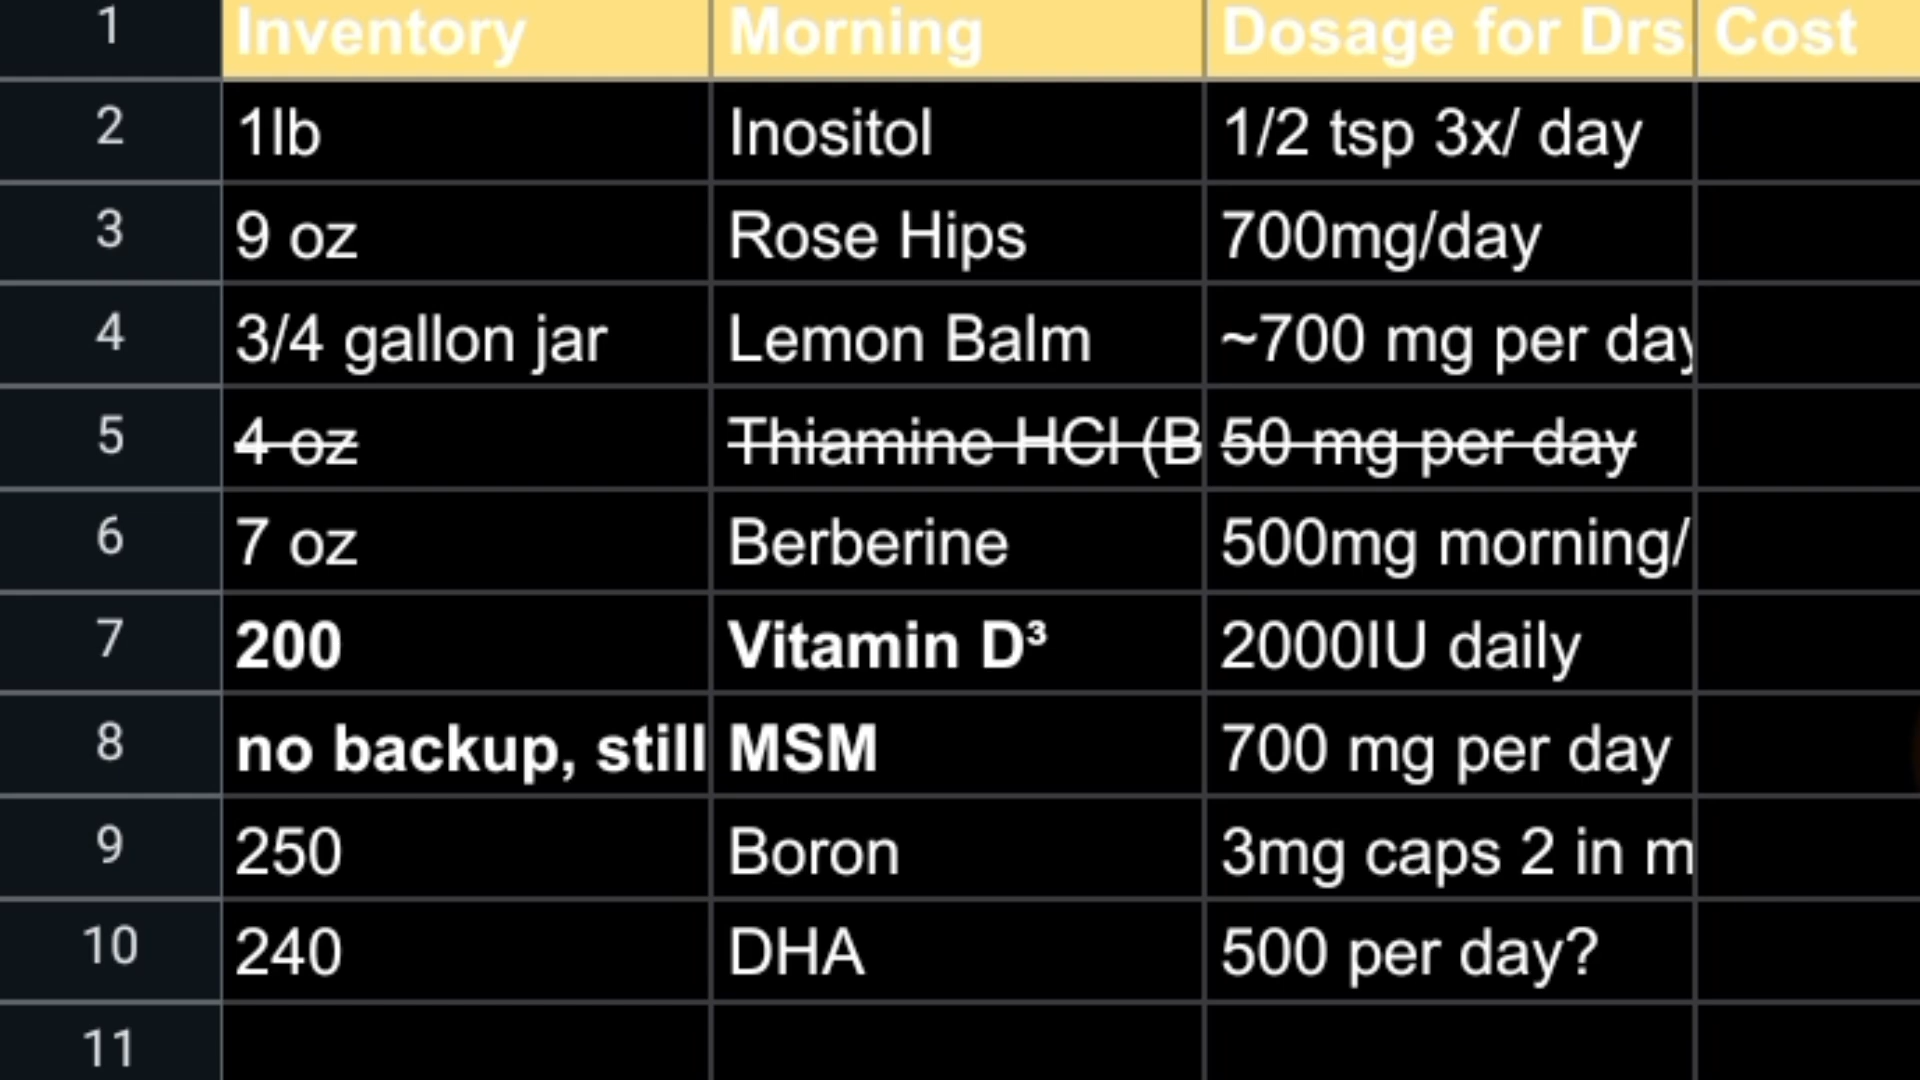 1 Inventory Morning Dosage for Drs Cost
2 1lb Inositol 1/2 tsp 3x/ day
3 9 oz Rose Hips 700mg/day
4 3/4 gallon jar Lemon Balm ~700 mg per day
5 4 oz Thiamine HCl (B 50 mg per day
6 7 oz Berberine 500mg morning/
7 200 Vitamin D³ 2000IU daily
8 no backup, still MSM 700 mg per day
9 250 Boron 3mg caps 2 in m
10 240 DHA 500 per day?
11